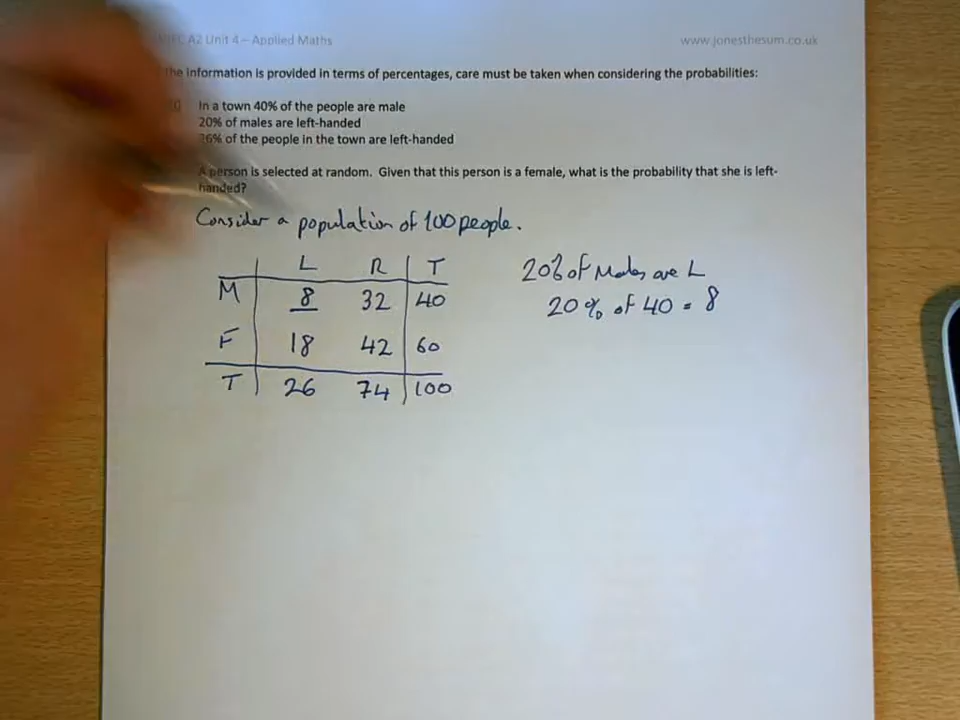 A2 Unit 4 – Applied Maths www.jonesthesum.co.uk
the information is provided in terms of percentages, care must be taken when considering the probabilities:
In a town 40% of the people are male
20% of males are left-handed
26% of the people in the town are left-handed
A person is selected at random. Given that this person is a female, what is the probability that she is left-
handed?
Consider a population of 100 people.
L R T
M 8 32 40
F 18 42 60
T 26 74 100
20% of Males are L
20% of 40 = 8